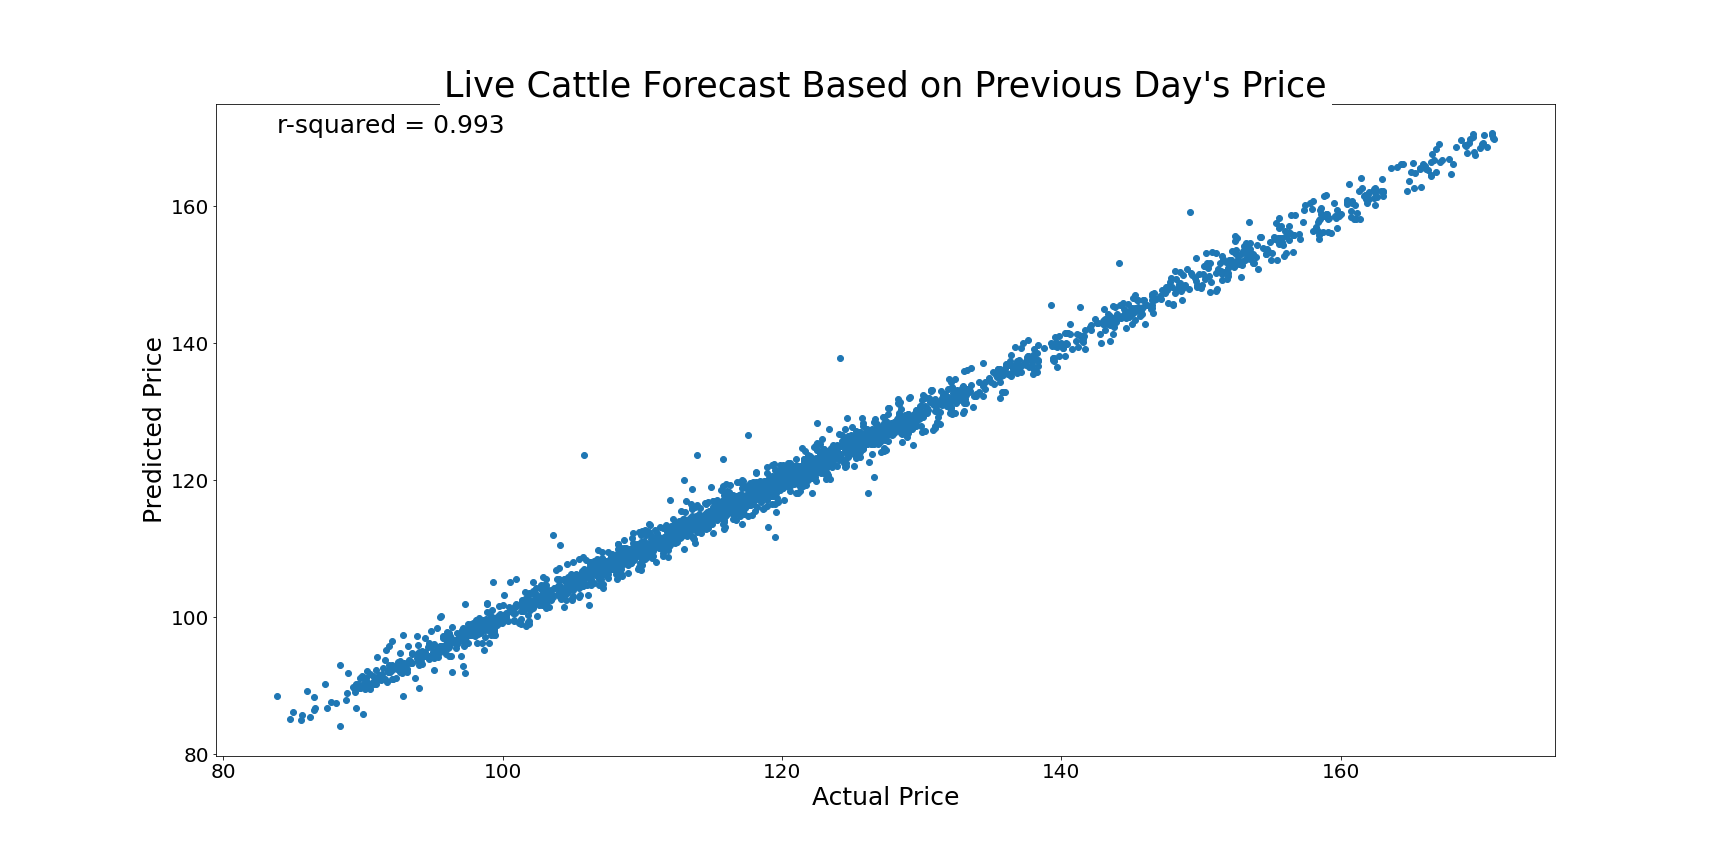 Live Cattle Forecast Based on Previous Day's Price
r-squared = 0.993
Predicted Price
160
140
120
100
80
80 100 120 140 160
Actual Price